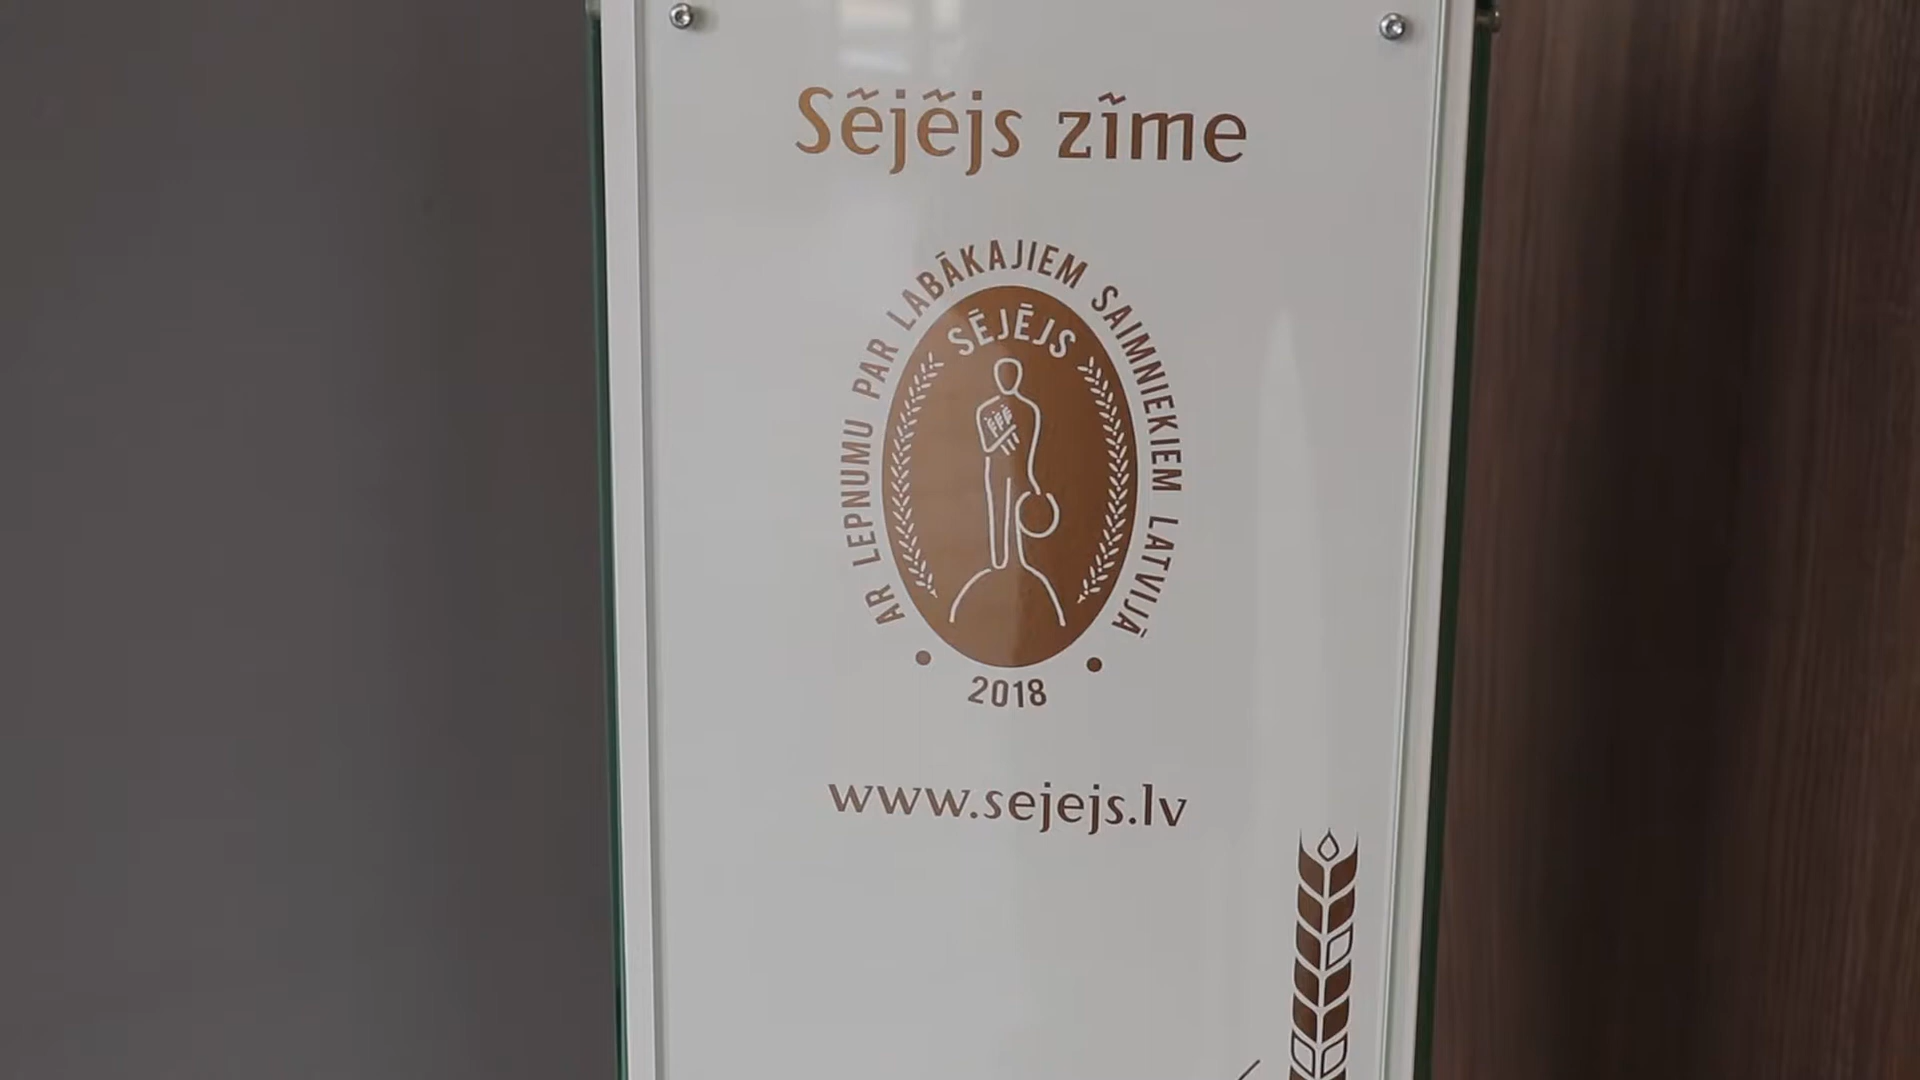 Sējējs zīme
AR LEPNUMU PAR LABĀKAJIEM SAIMNIEKIEM LATVIJĀ
SĒJĒJS
2018
www.sejejs.lv